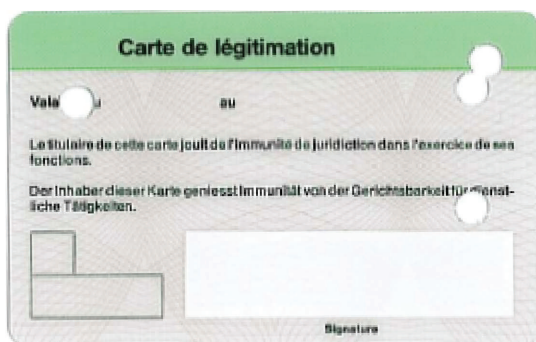 Carte de légitimation
au
Le titulaire de cette carte jouit de l'immunité de juridiction dans l'exercice de ses
fonctions.
Der Inhaber dieser Karte geniesst Immunität von der Gerichtsbarkeit für dienst-
liche Tätigkeiten.
Signature